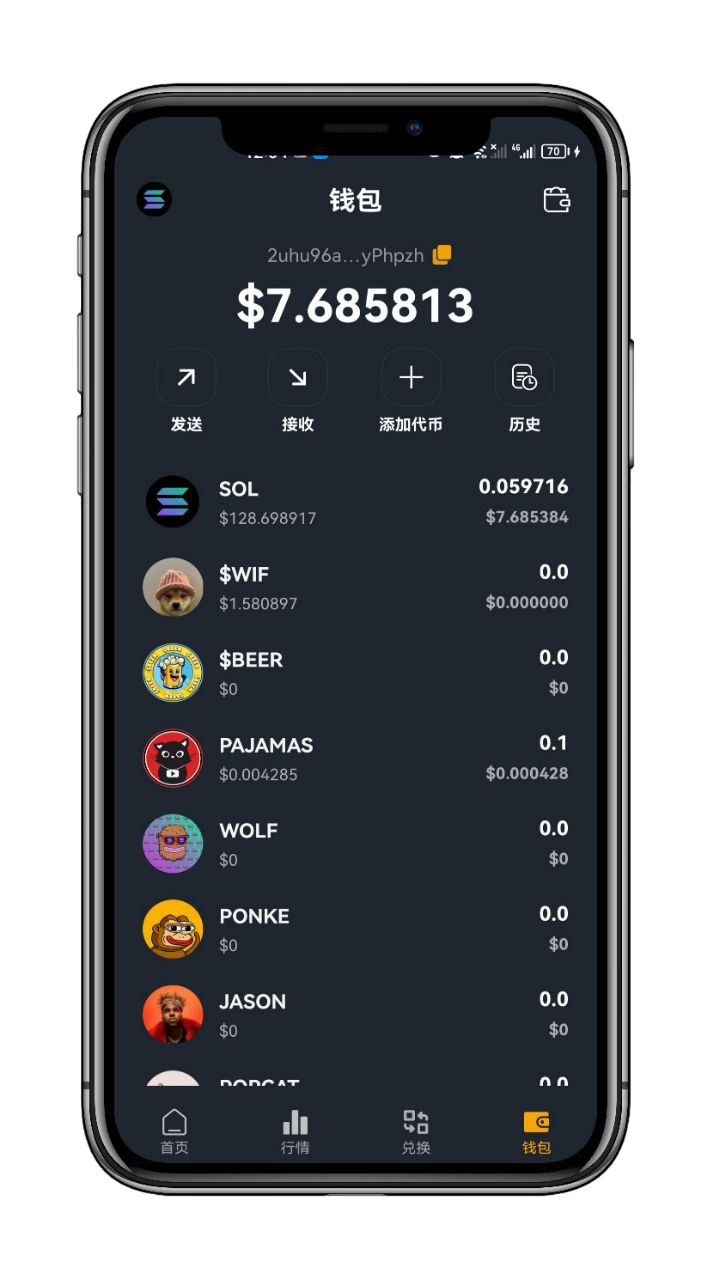 4G 70
钱包
2uhu96a...yPhpzh
$7.685813
发送 接收 添加代币 历史
SOL 0.059716
$128.698917 $7.685384
$WIF 0.0
$1.580897 $0.000000
$BEER 0.0
$0 $0
PAJAMAS 0.1
$0.004285 $0.000428
WOLF 0.0
$0 $0
PONKE 0.0
$0 $0
JASON 0.0
$0 $0
POPCAT 0.0
首页 行情 兑换 钱包